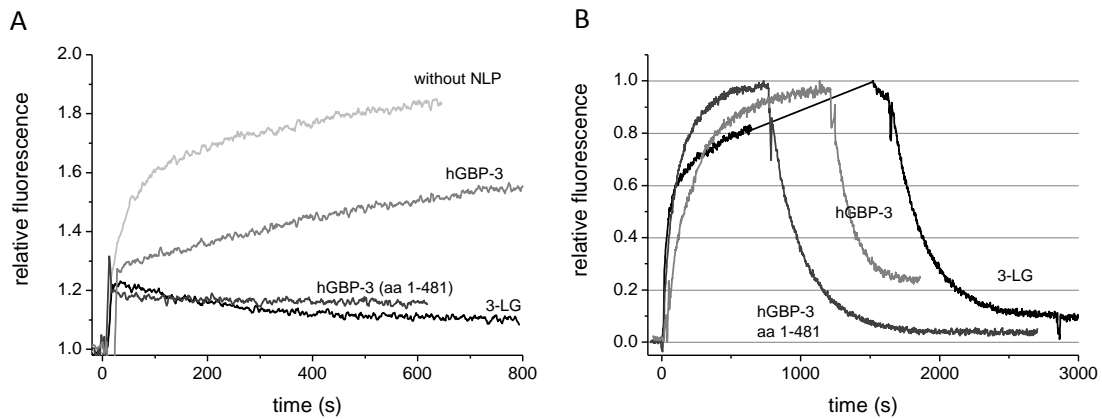 A
2.0
1.8
1.6
1.4
1.2
1.0
relative fluorescence
without NLP
hGBP-3
hGBP-3 (aa 1-481)
3-LG
0 200 400 600 800
time (s)
B
1.0
0.8
0.6
0.4
0.2
0.0
relative fluorescence
hGBP-3
3-LG
hGBP-3
aa 1-481
0 1000 2000 3000
time (s)